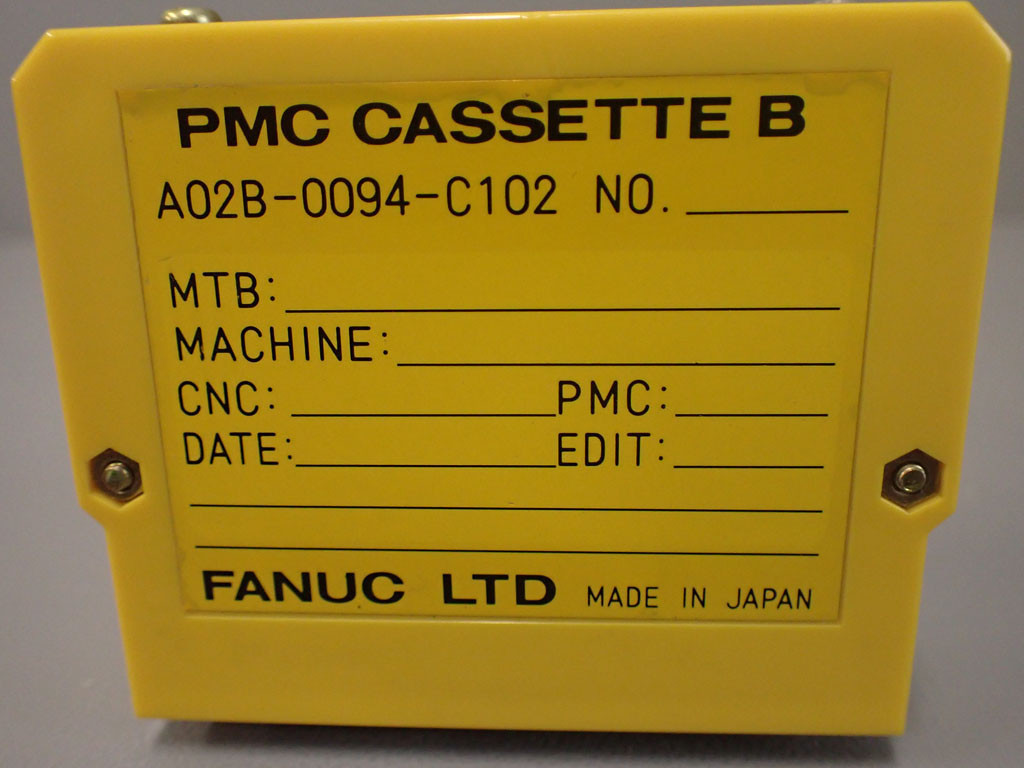 PMC CASSETTE B
A02B-0094-C102 NO.
MTB:
MACHINE:
CNC: PMC:
DATE: EDIT:
FANUC LTD MADE IN JAPAN